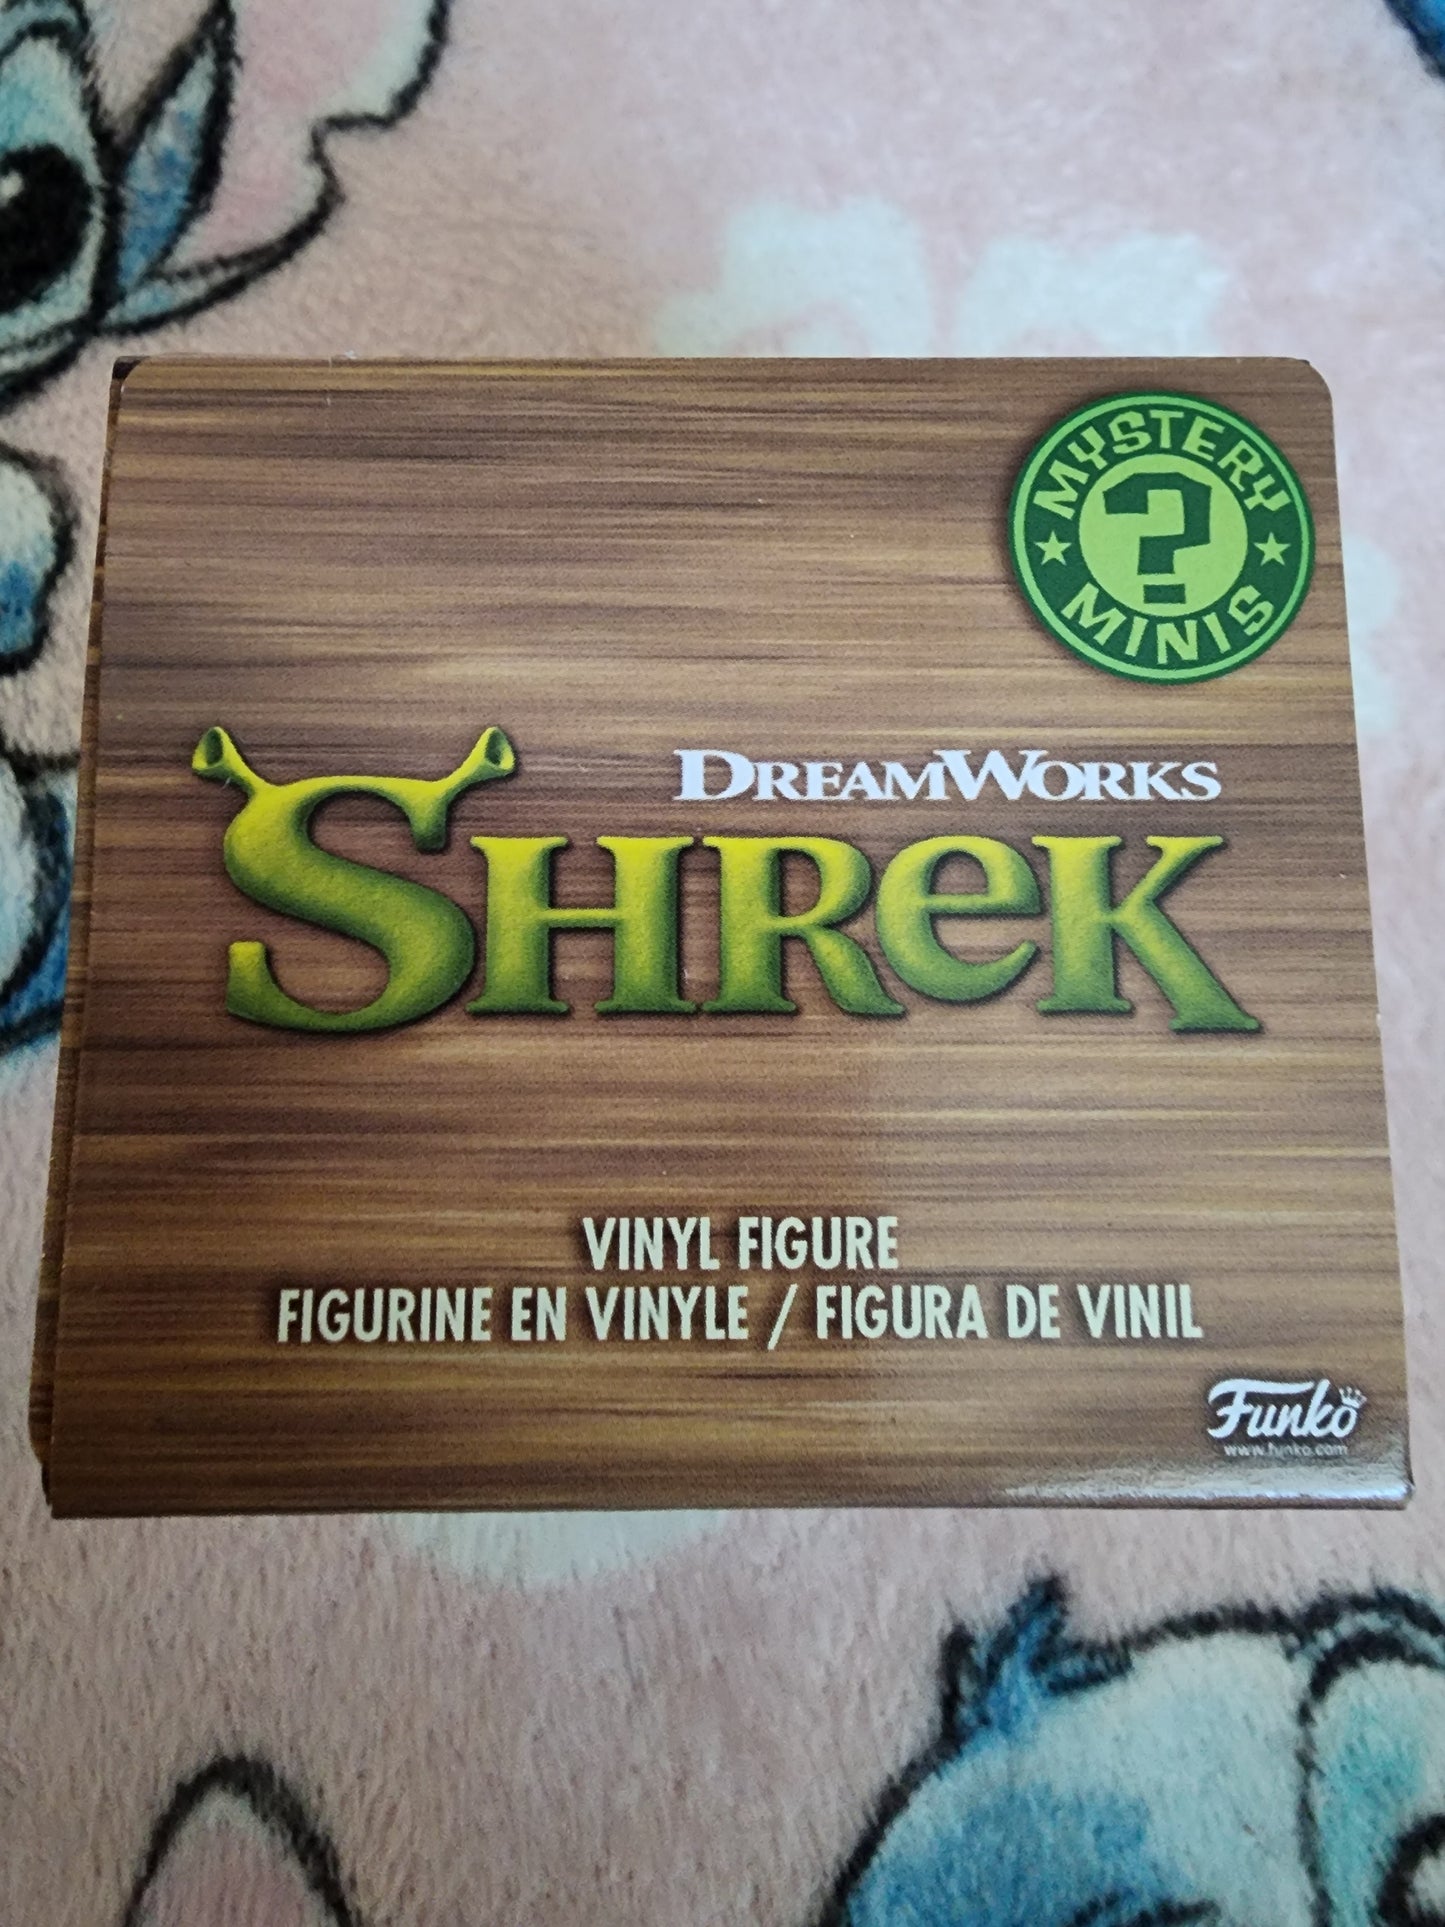 MYSTERY
?
MINIS
DREAMWORKS
SHREK
VINYL FIGURE
FIGURINE EN VINYLE / FIGURA DE VINIL
Funko
www.funko.com